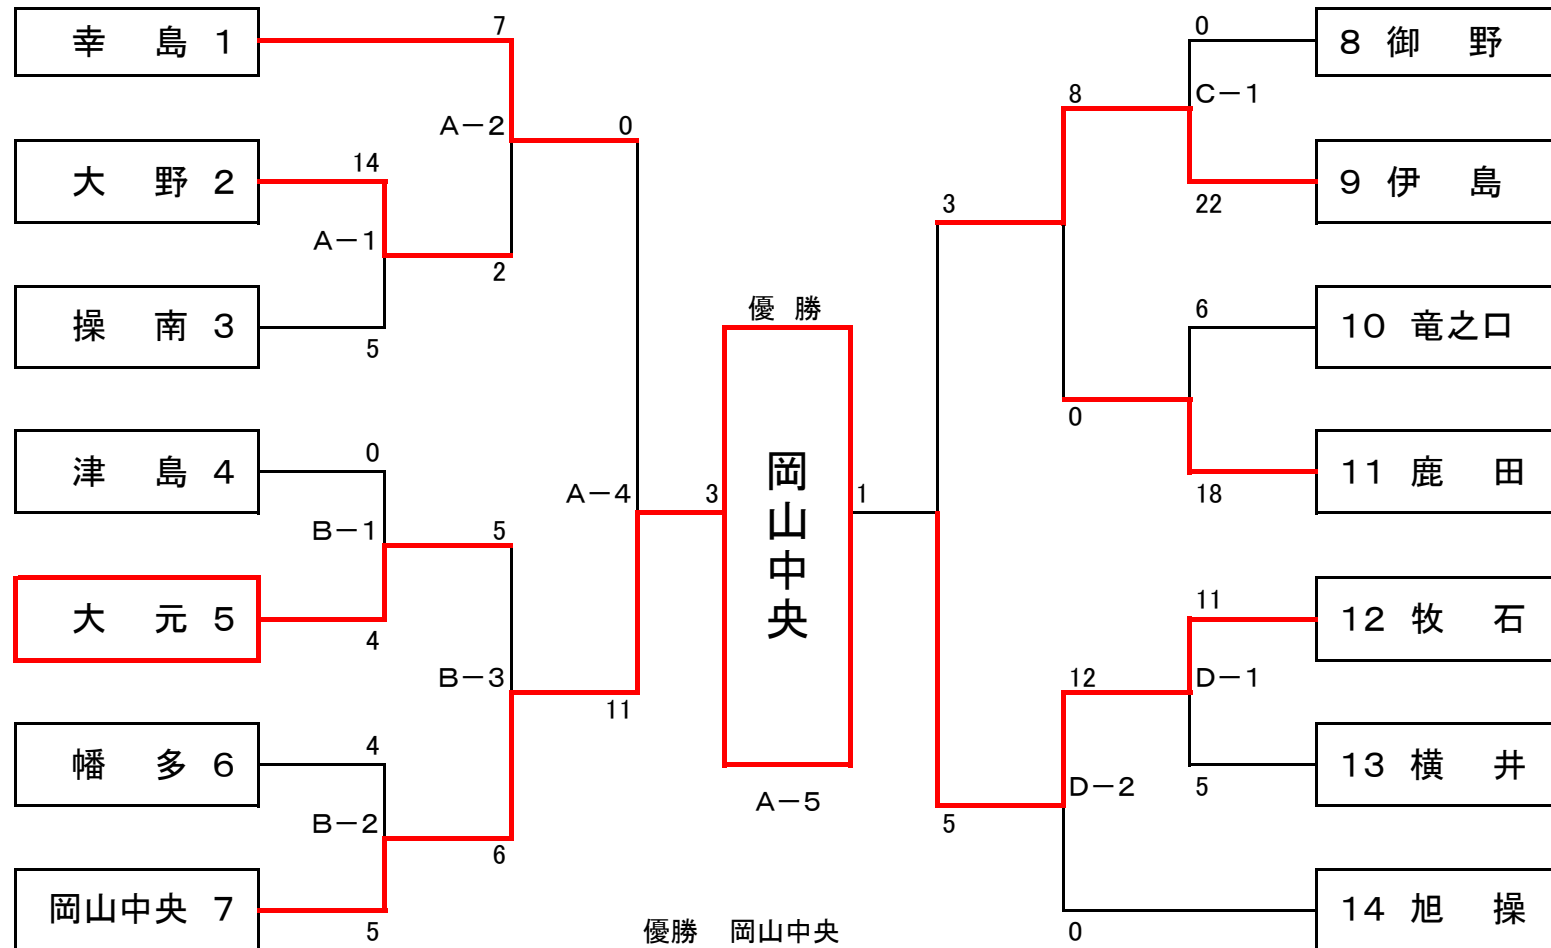 7
0
幸　島 1
8 御　野
8
C－1
A－2
0
14
大　野 2
9 伊　島
3
22
A－1
2
優 勝
6
操　南 3
10 竜之口
5
0
津　島 4
0
岡山中央
11 鹿　田
A－4
3
1
18
B－1
5
11
大　元 5
12 牧　石
4
B－3
12
D－1
11
4
幡　多 6
13 横　井
D－2
5
A－5
B－2
5
6
岡山中央 7
14 旭　操
5
優勝　岡山中央
0